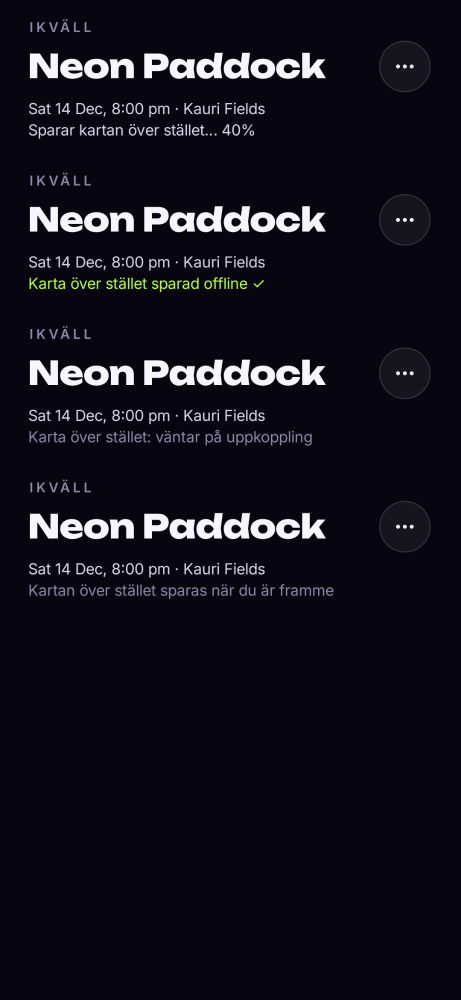 IKVÄLL
Neon Paddock
Sat 14 Dec, 8:00 pm · Kauri Fields
Sparar kartan över stället... 40%
IKVÄLL
Neon Paddock
Sat 14 Dec, 8:00 pm · Kauri Fields
Karta över stället sparad offline ✓
IKVÄLL
Neon Paddock
Sat 14 Dec, 8:00 pm · Kauri Fields
Karta över stället: väntar på uppkoppling
IKVÄLL
Neon Paddock
Sat 14 Dec, 8:00 pm · Kauri Fields
Kartan över stället sparas när du är framme